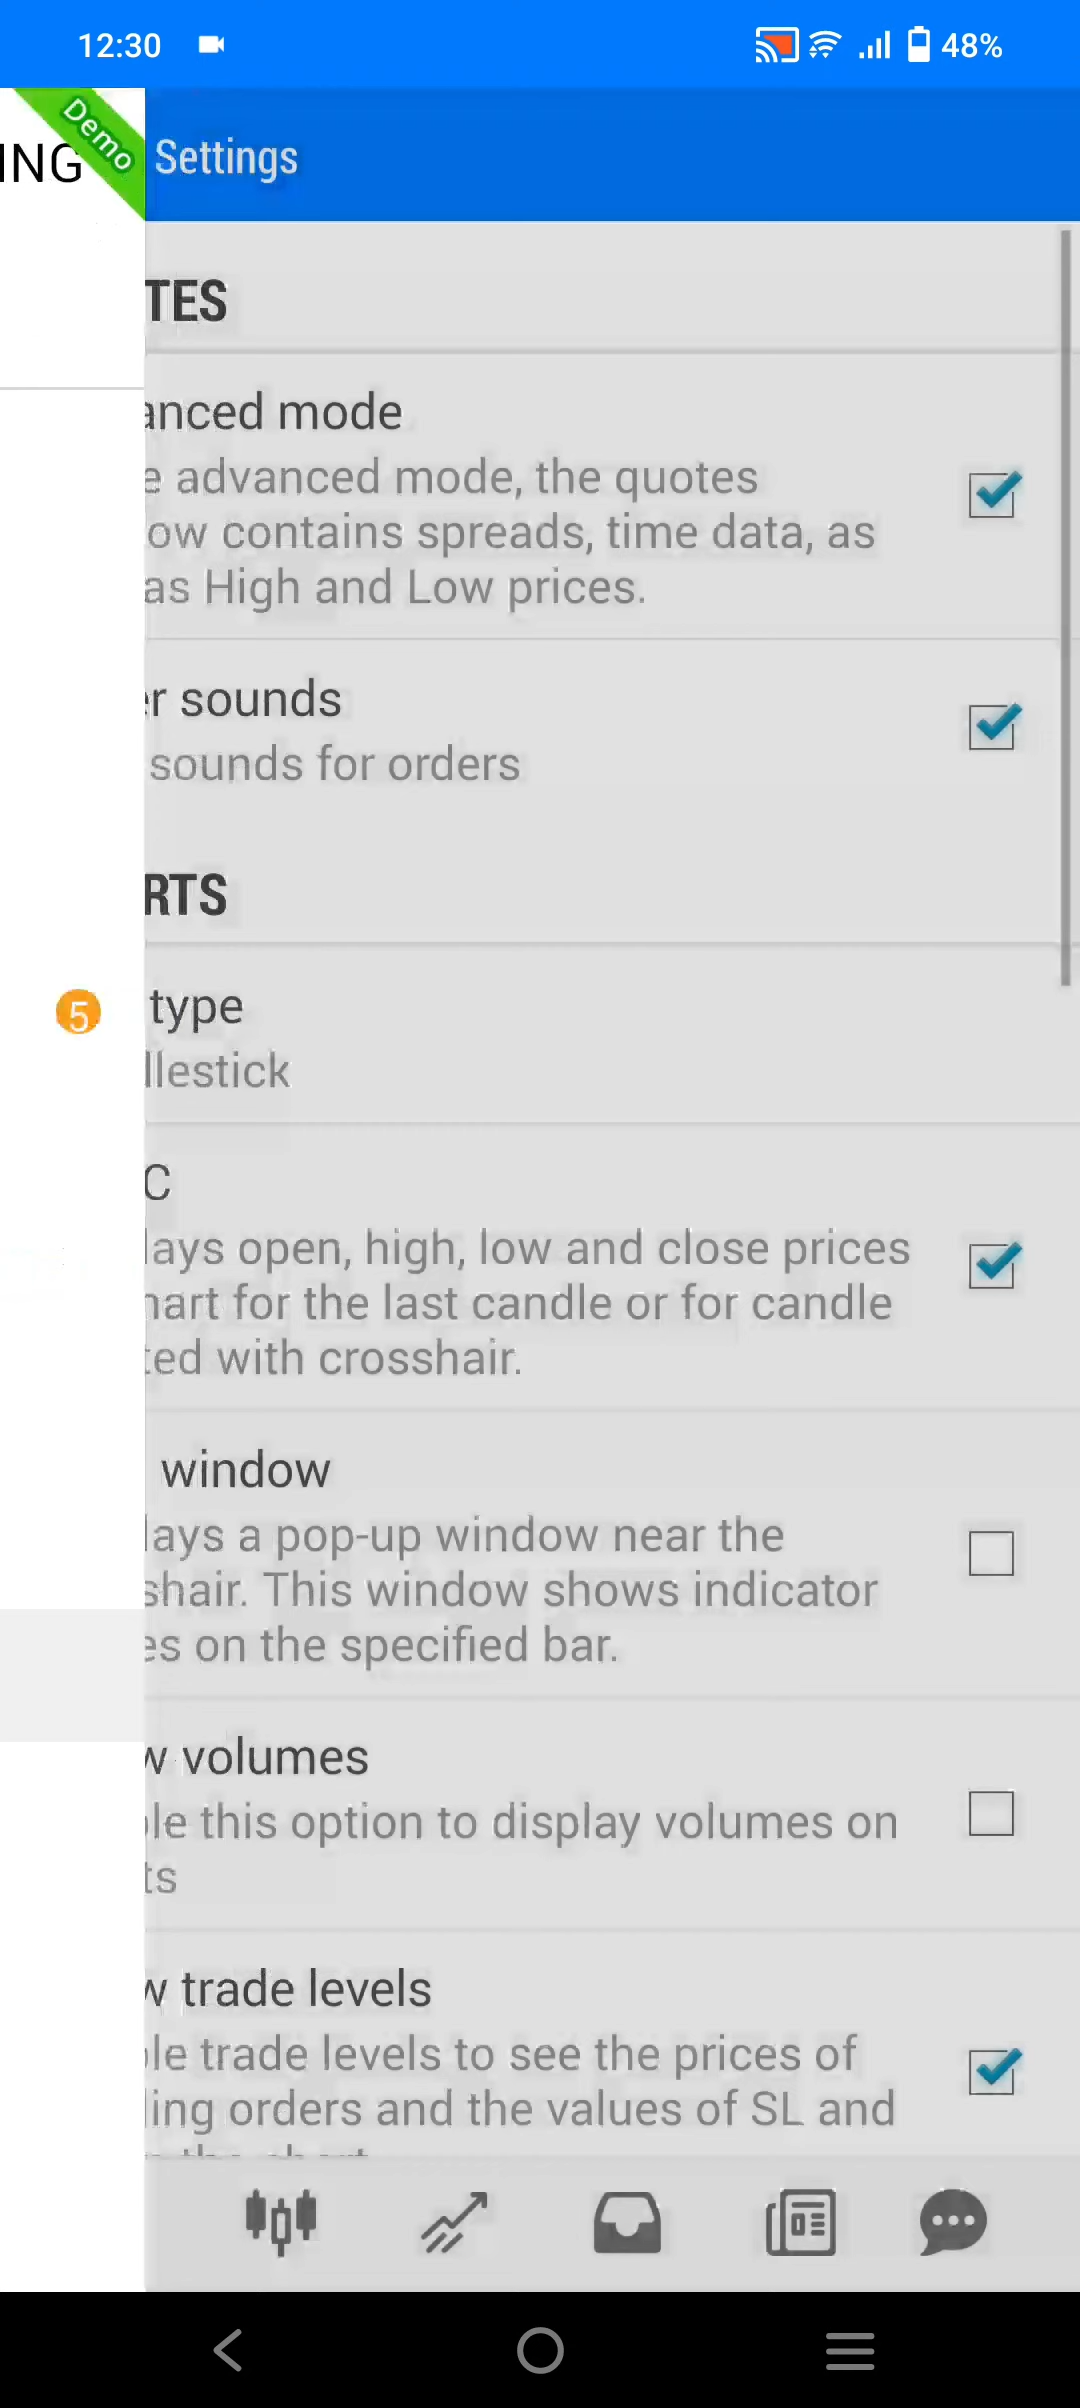 12:30
48%
Demo
ING
Settings
TES
anced mode
e advanced mode, the quotes
ow contains spreads, time data, as
as High and Low prices.
er sounds
sounds for orders
RTS
5
type
llestick
C
lays open, high, low and close prices
hart for the last candle or for candle
ted with crosshair.
window
lays a pop-up window near the
shair. This window shows indicator
es on the specified bar.
w volumes
le this option to display volumes on
ts
w trade levels
le trade levels to see the prices of
ling orders and the values of SL and
the chart